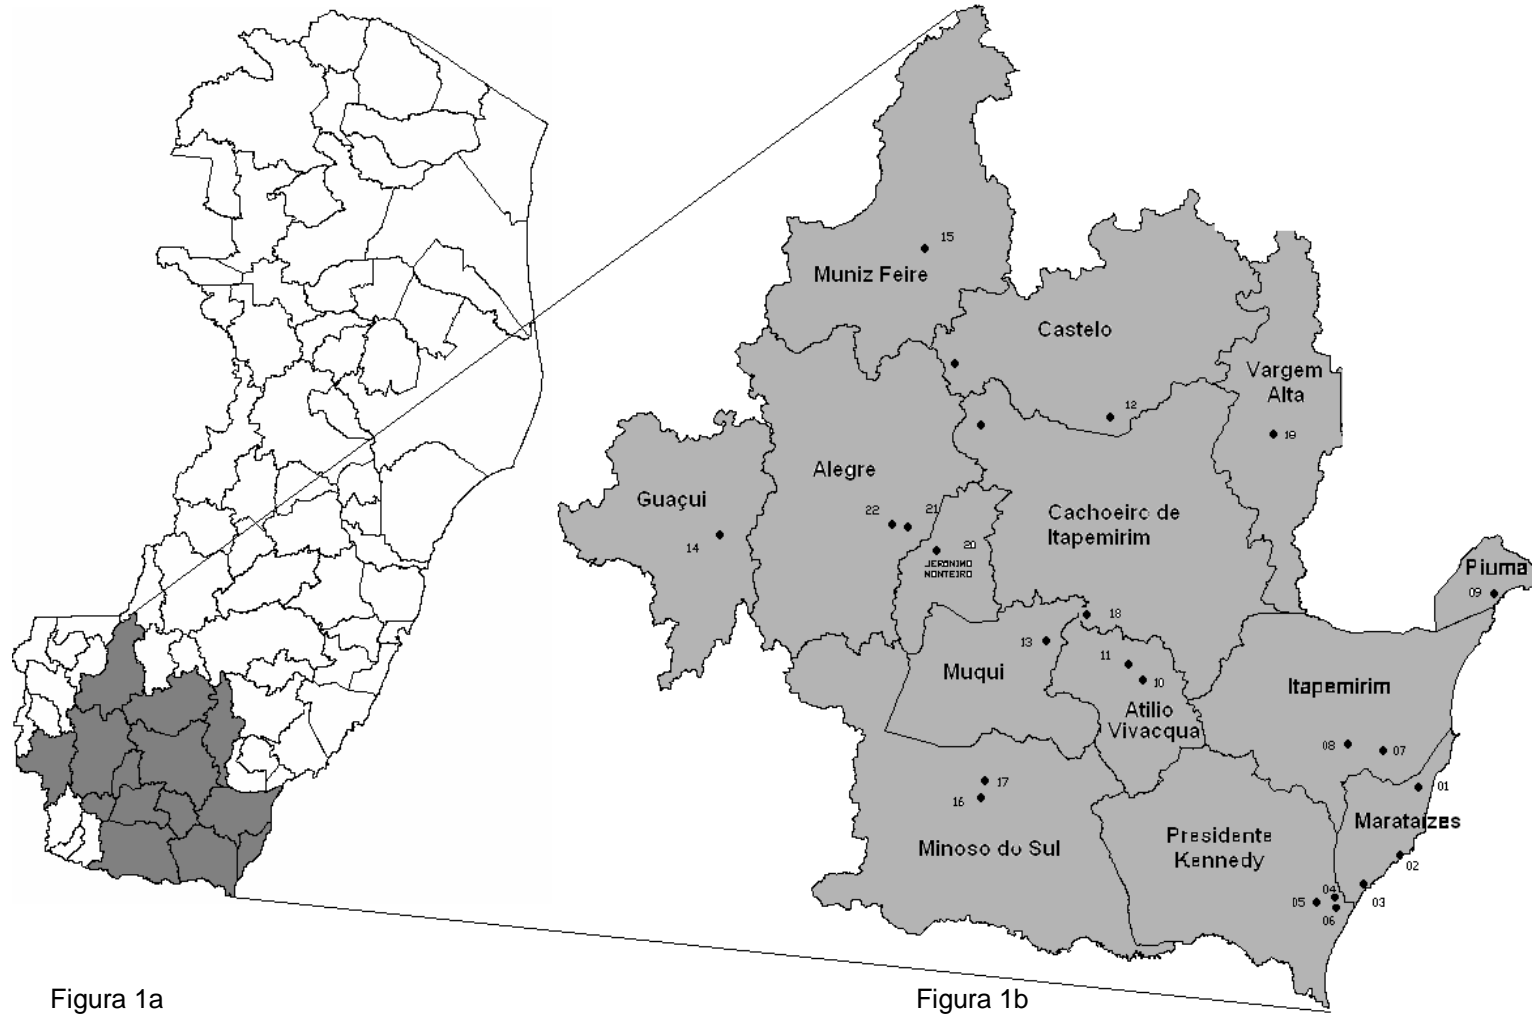 15
Muniz Feire
Castelo
Vargem
Alta
12
19
Alegre
Guaçui
22
21
14
20
JERONIMO
MONTEIRO
Cachoeiro de
Itapemirim
Piuma
09
18
13
11
10
Muqui
Atilio
Vivacqua
Itapemirim
08
07
01
17
16
Minoso do Sul
Presidente
Kennedy
Marataízes
02
03
04
05
06
Figura 1a
Figura 1b